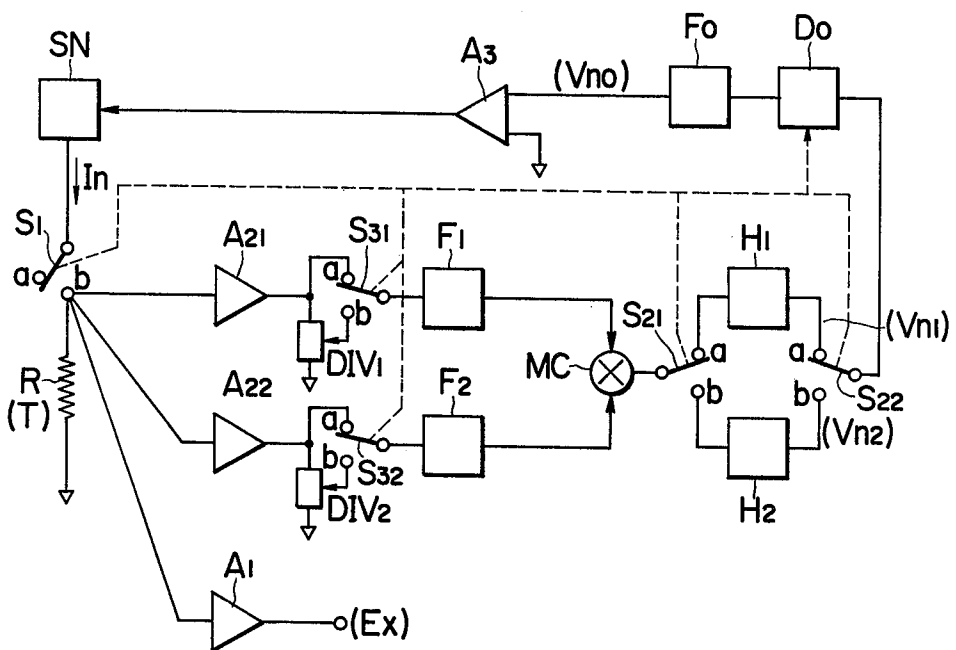 SN
A3
(Vno)
Fo
Do
In
S1
a
b
A21
S31
a
b
DIV1
F1
H1
S21
a
b
(Vn1)
a
b
S22
(Vn2)
MC
R
(T)
A22
a
b
S32
DIV2
F2
H2
A1
(Ex)